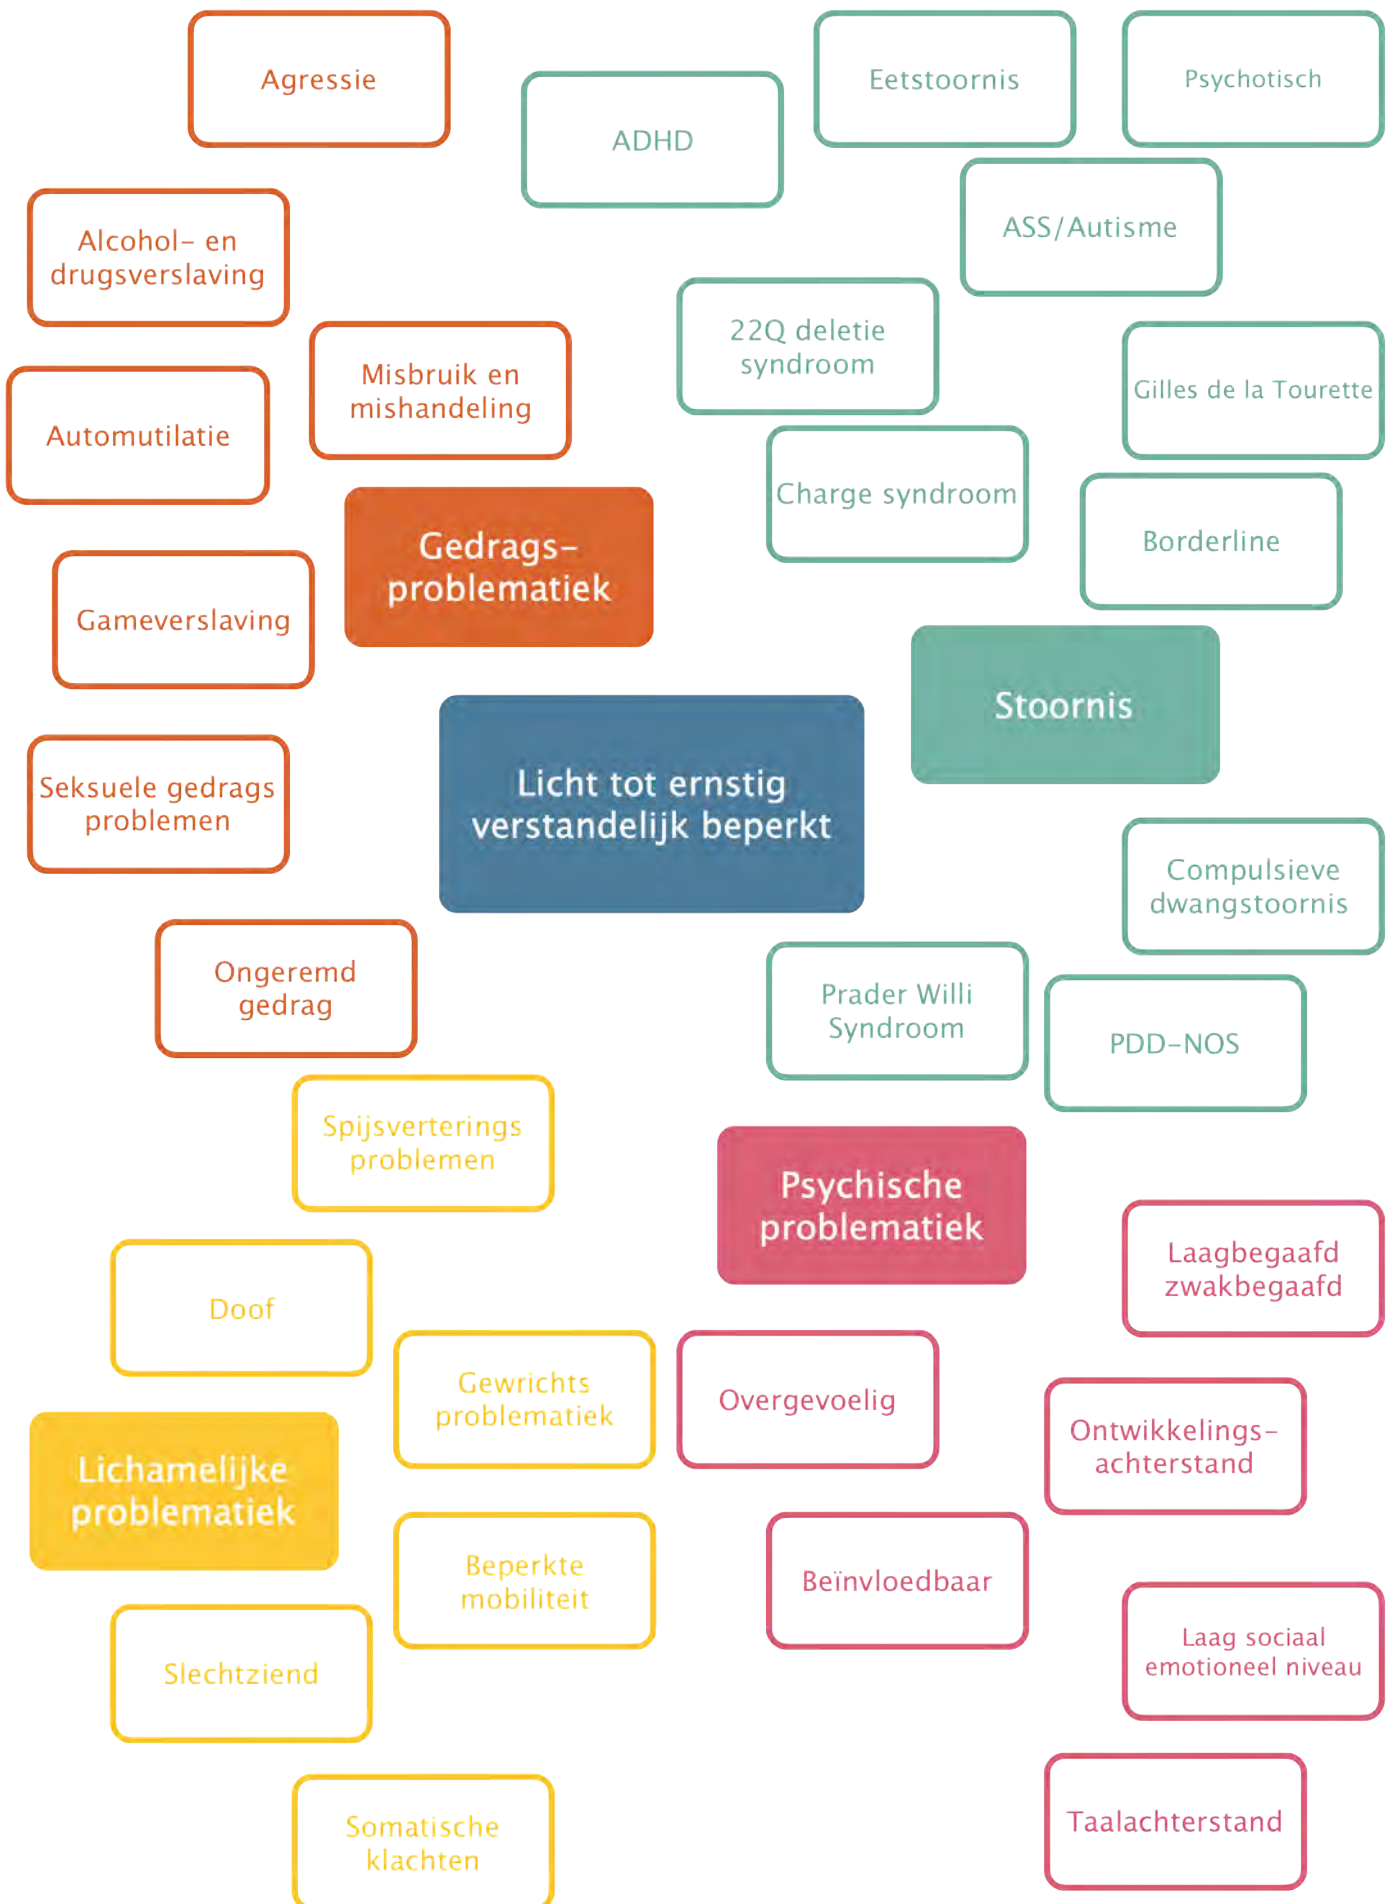 Agressie
Eetstoornis
Psychotisch
ADHD
Alcohol- en
drugsverslaving
ASS/Autisme
22Q deletie
syndroom
Misbruik en
mishandeling
Gilles de la Tourette
Automutilatie
Charge syndroom
Borderline
Gedrags-
problematiek
Gameverslaving
Stoornis
Licht tot ernstig
verstandelijk beperkt
Seksuele gedrags
problemen
Compulsieve
dwangstoornis
Ongeremd
gedrag
Prader Willi
Syndroom
PDD-NOS
Spijsverterings
problemen
Psychische
problematiek
Laagbegaafd
zwakbegaafd
Doof
Gewrichts
problematiek
Overgevoelig
Ontwikkelings-
achterstand
Lichamelijke
problematiek
Beperkte
mobiliteit
Beïnvloedbaar
Laag sociaal
emotioneel niveau
Slechtziend
Somatische
klachten
Taalachterstand